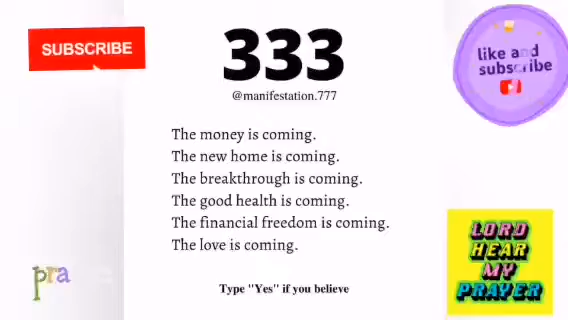 SUBSCRIBE
333
@manifestation.777
The money is coming.
The new home is coming.
The breakthrough is coming.
The good health is coming.
The financial freedom is coming.
The love is coming.
Type "Yes" if you believe
like and
subscribe
LORD
HEAR
MY
PRAYER
pra